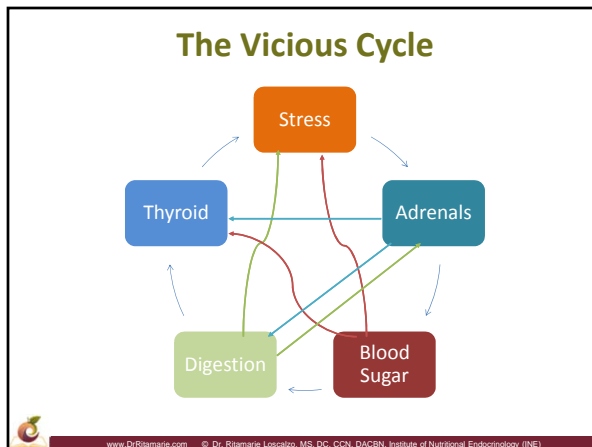 The Vicious Cycle
Stress
Thyroid
Adrenals
Digestion
Blood
Sugar
www.DrRitamarie.com © Dr. Ritamarie Loscalzo, MS, DC, CCN, DACBN, Institute of Nutritional Endocrinology (INE)